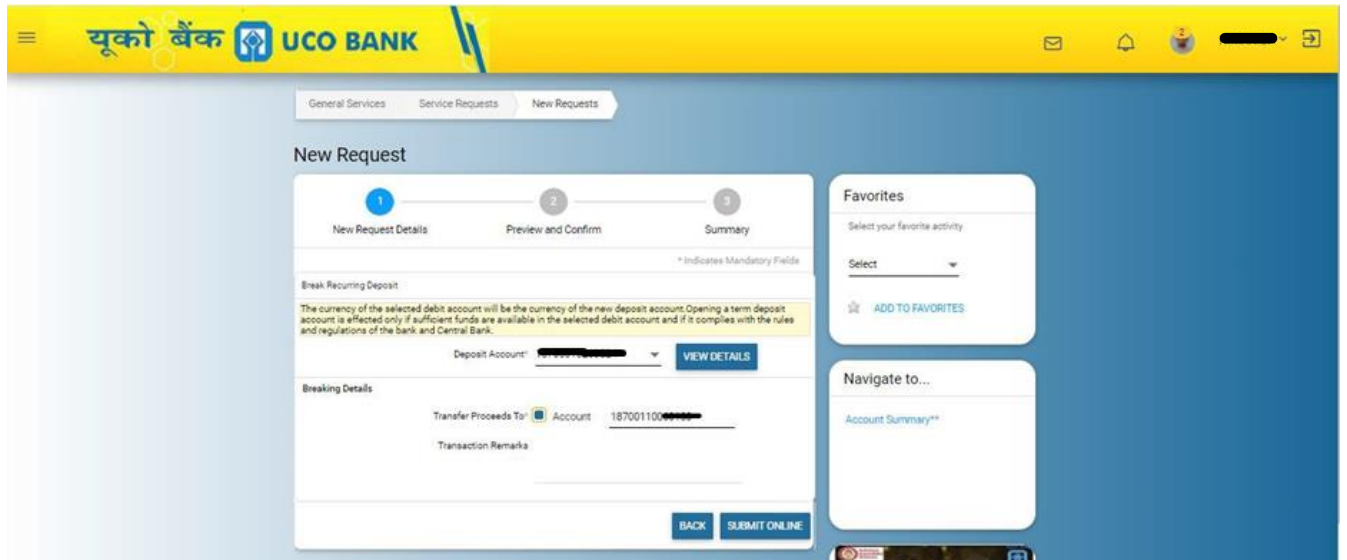 यूको बैंक UCO BANK
2
General Services Service Requests New Requests
New Request
1 2 3
New Request Details Preview and Confirm Summary
* Indicates Mandatory Fields
Break Recurring Deposit
The currency of the selected debit account will be the currency of the new deposit account.Opening a term deposit
account is effected only if sufficient funds are available in the selected debit account and if it complies with the rules
and regulations of the bank and Central Bank.
Deposit Account* VIEW DETAILS
Breaking Details
Transfer Proceeds To* Account 18700110
Transaction Remarks
BACK SUBMIT ONLINE
Favorites
Select your favorite activity
Select
ADD TO FAVORITES
Navigate to...
Account Summary**